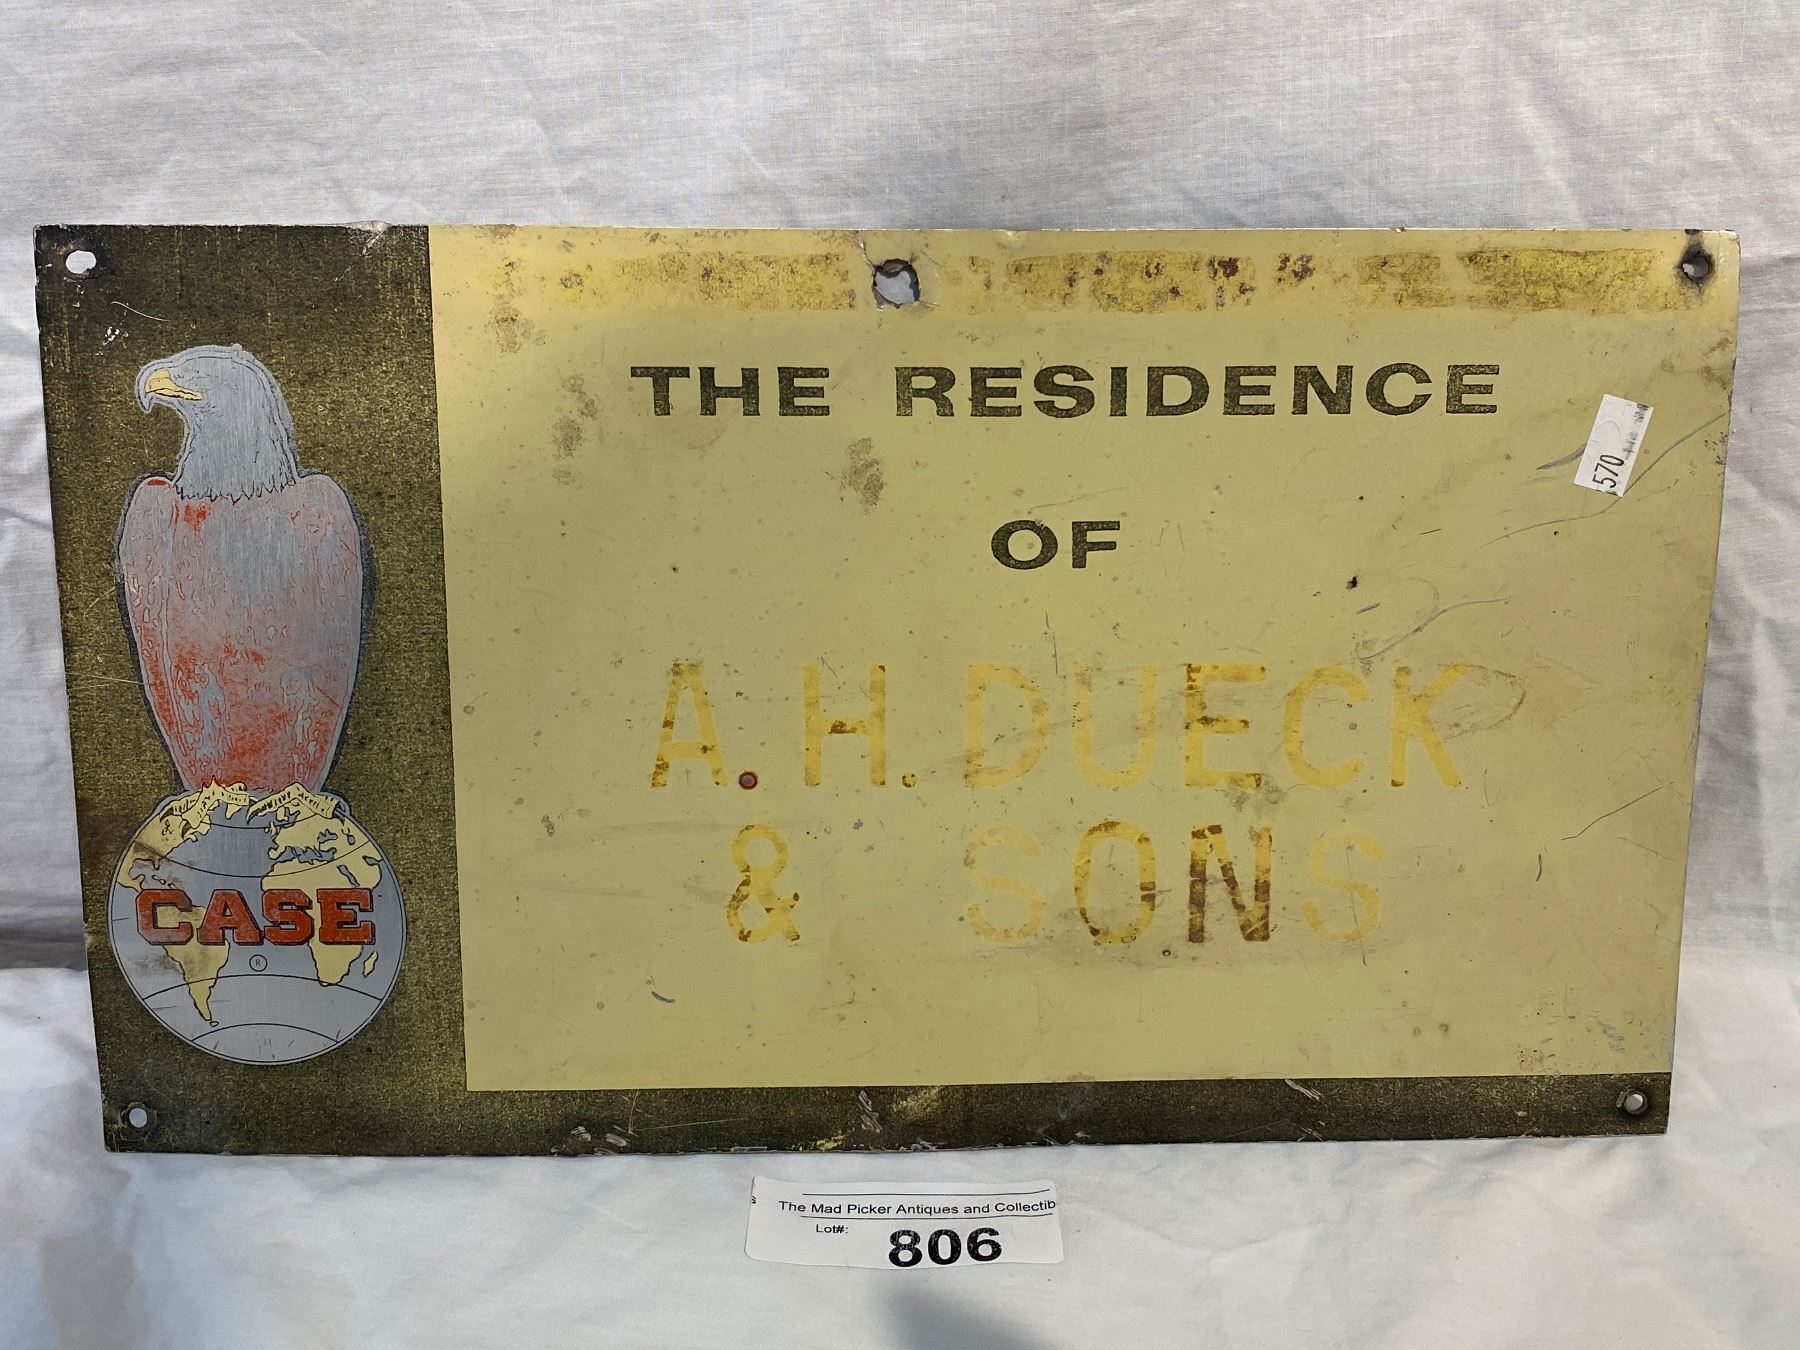 THE RESIDENCE
OF
A. H. DUECK
& SONS
CASE
®
570
The Mad Picker Antiques and Collectib
Lot#:
806